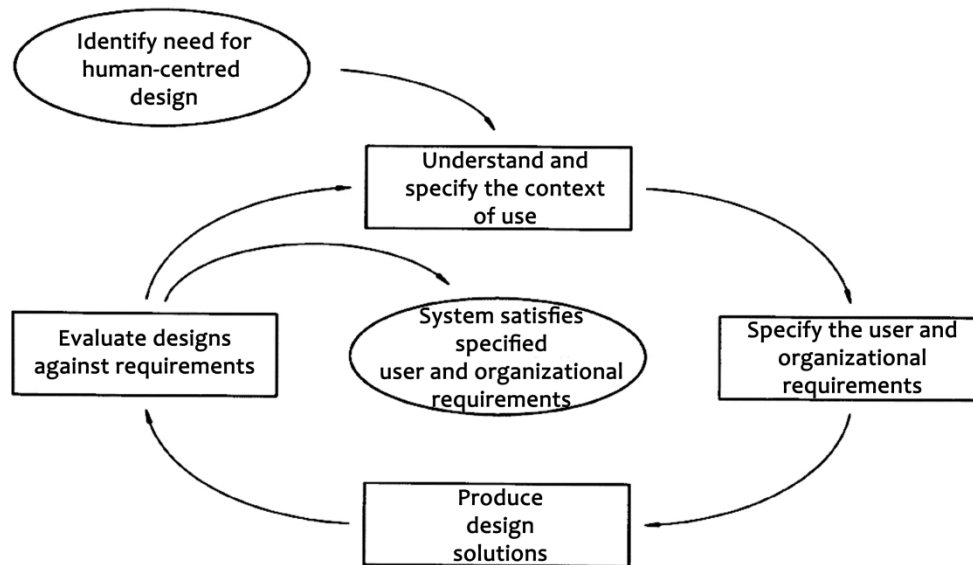 Identify need for
human-centred
design
Understand and
specify the context
of use
Evaluate designs
against requirements
System satisfies
specified
user and organizational
requirements
Specify the user and
organizational
requirements
Produce
design
solutions